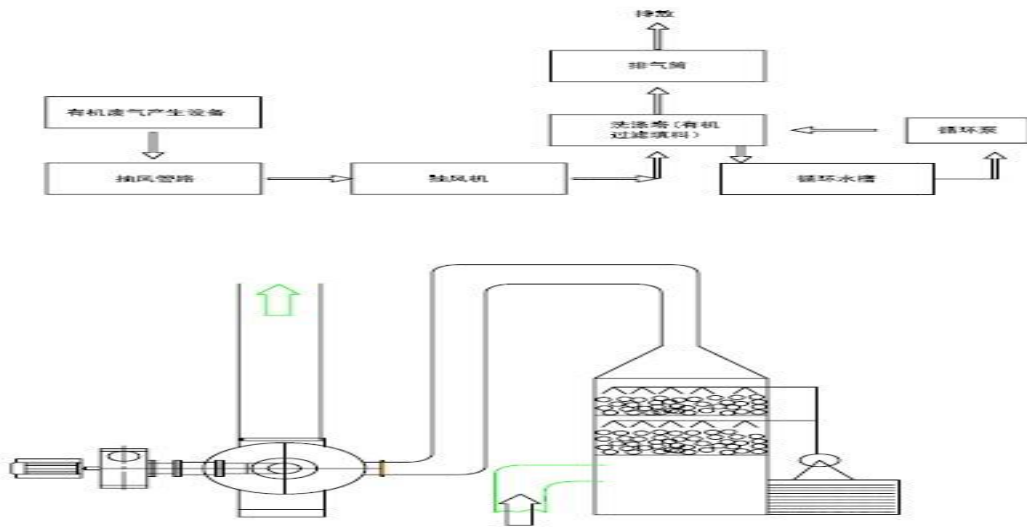 排放
排气筒
有机废气产生设备
洗涤塔(有机
过滤填料)
循环泵
抽风管路
抽风机
循环水槽